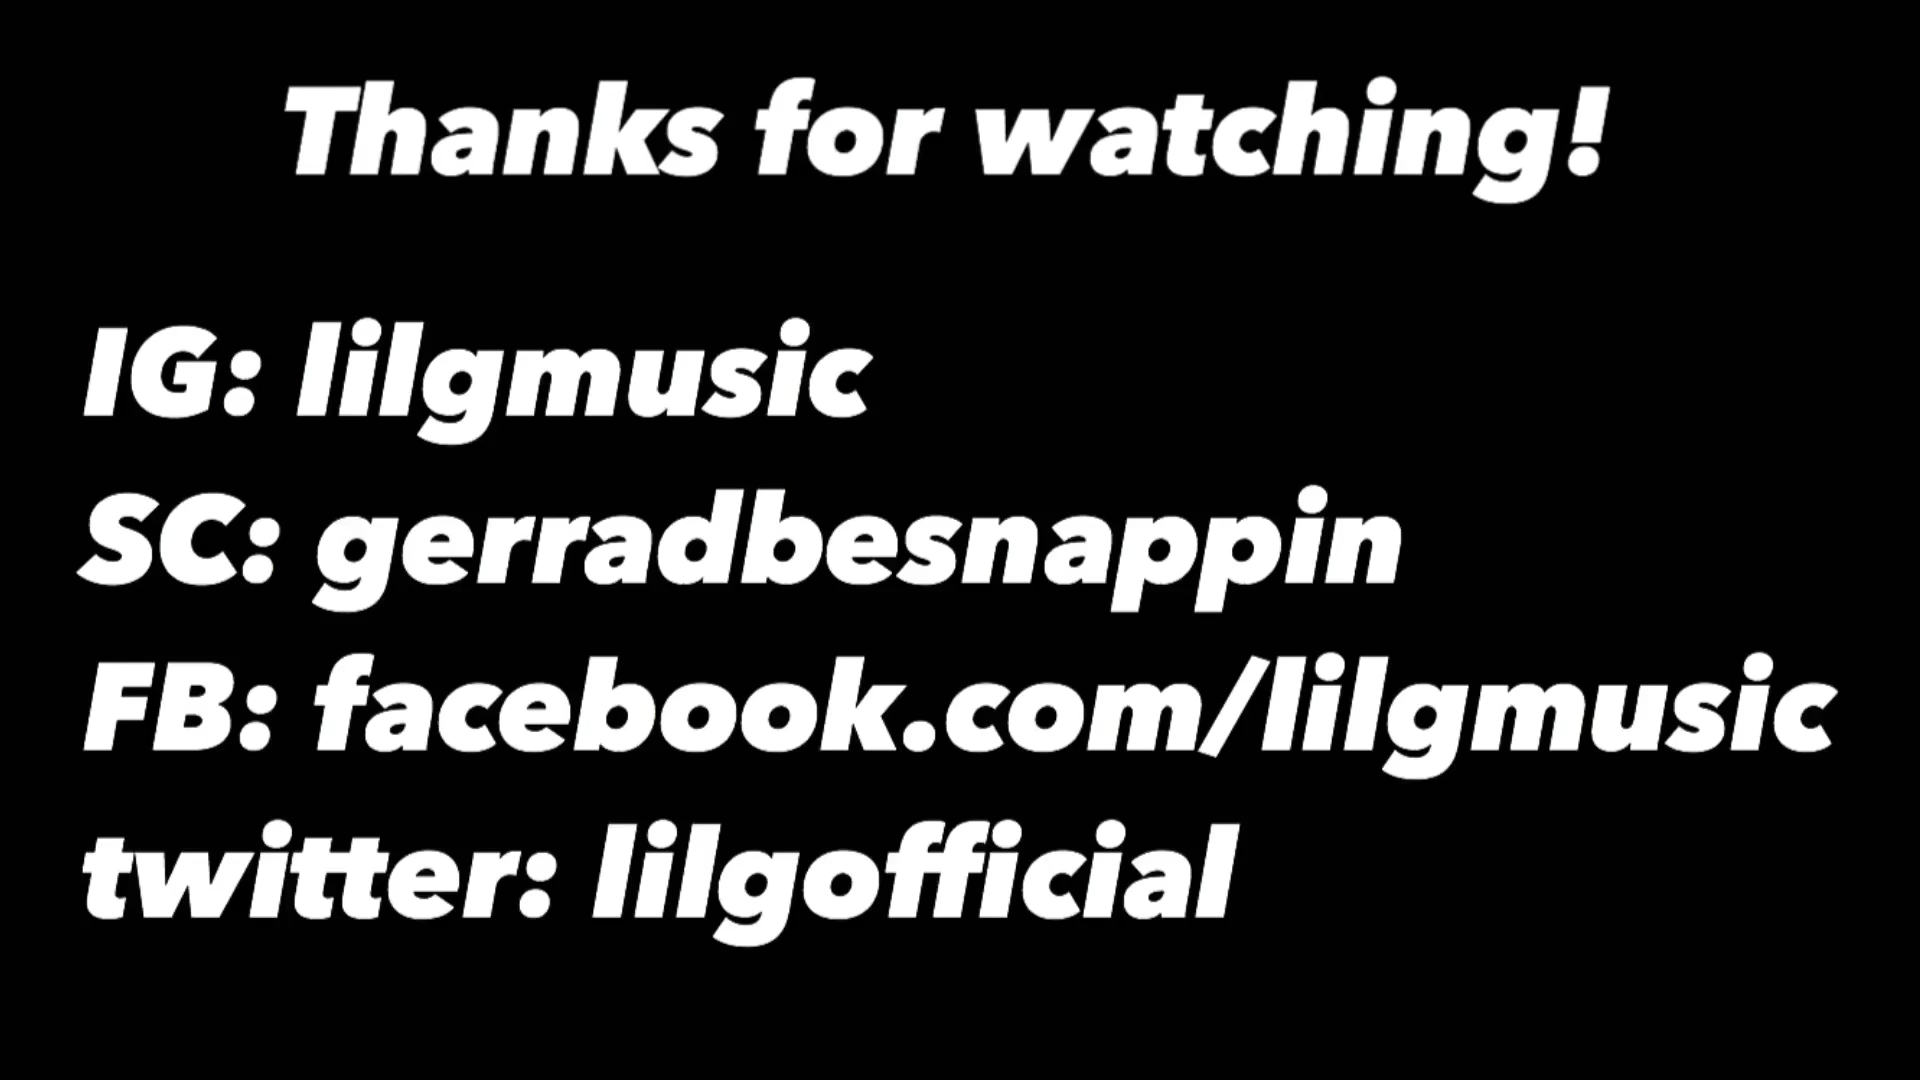 Thanks for watching!
IG: lilgmusic
SC: gerradbesnappin
FB: facebook.com/lilgmusic
twitter: lilgofficial